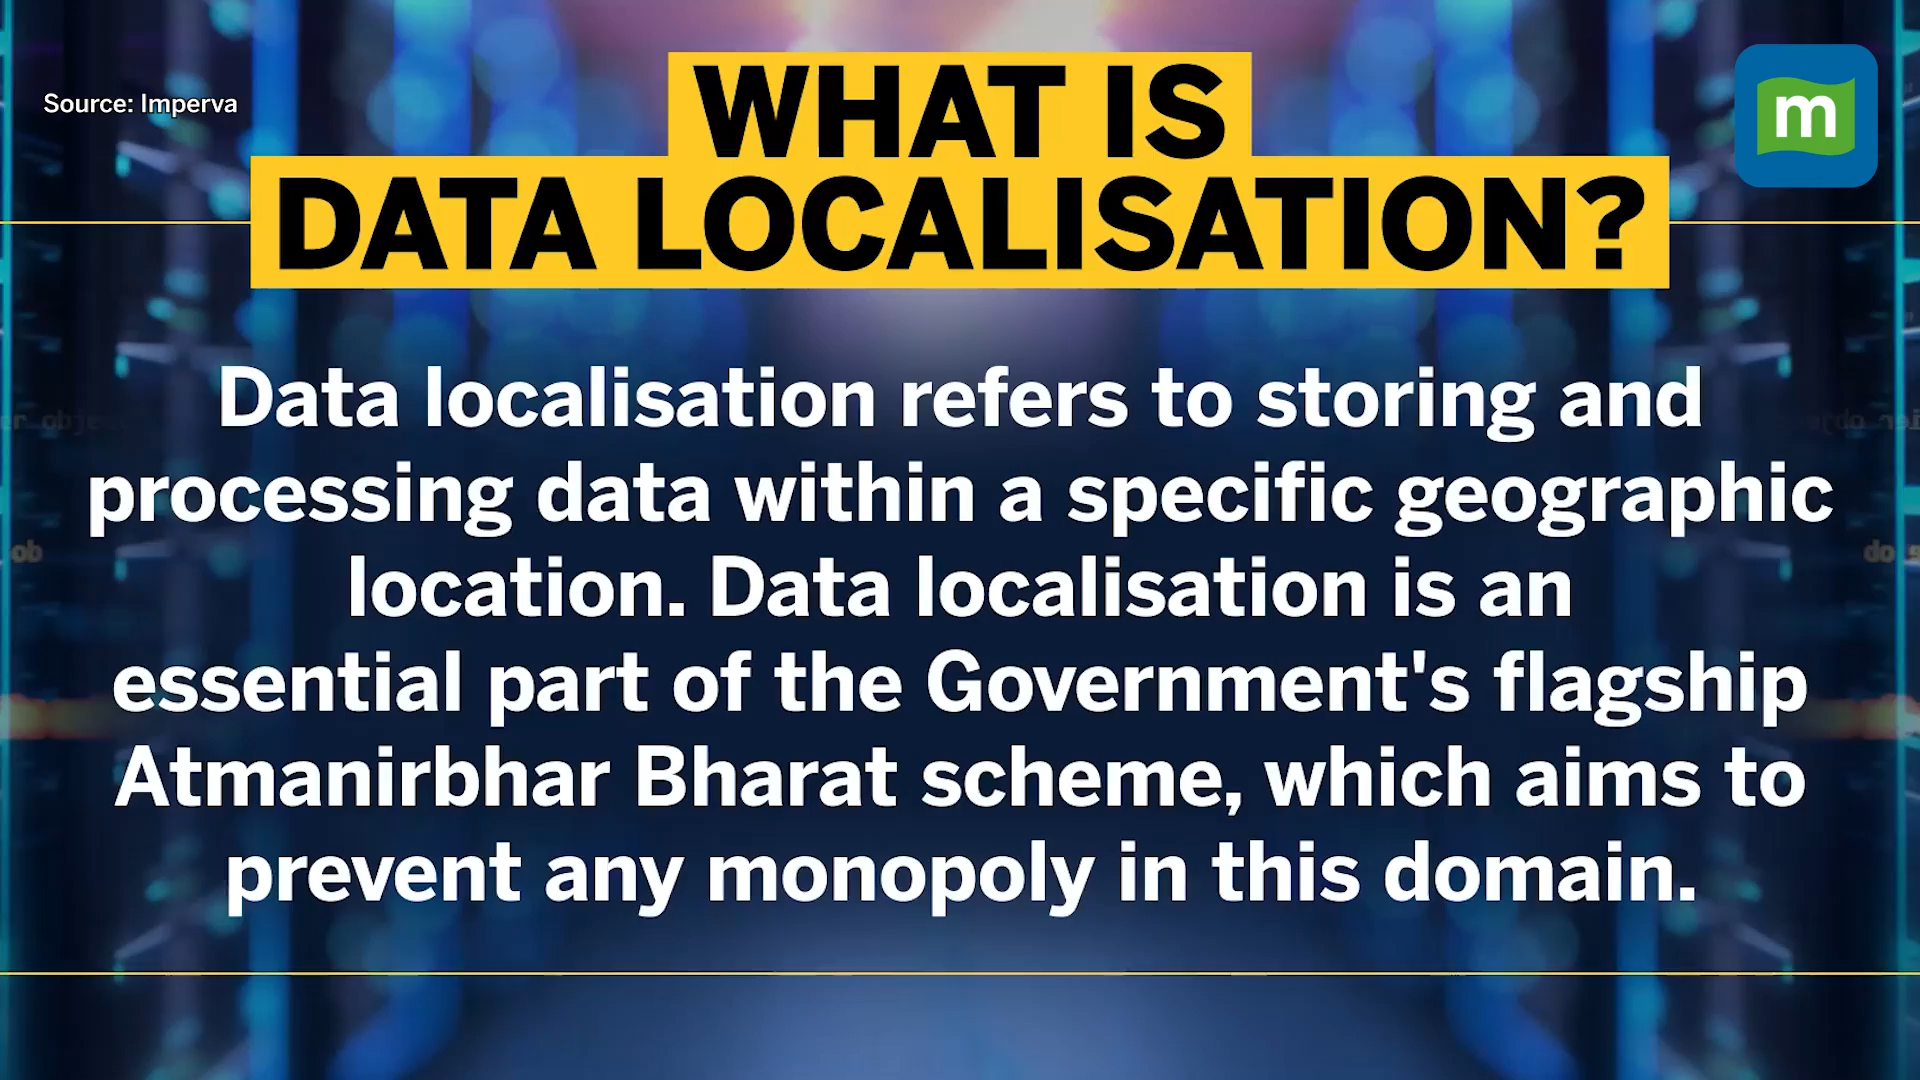 Source: Imperva
m
WHAT IS
DATA LOCALISATION?
Data localisation refers to storing and
processing data within a specific geographic
location. Data localisation is an
essential part of the Government's flagship
Atmanirbhar Bharat scheme, which aims to
prevent any monopoly in this domain.